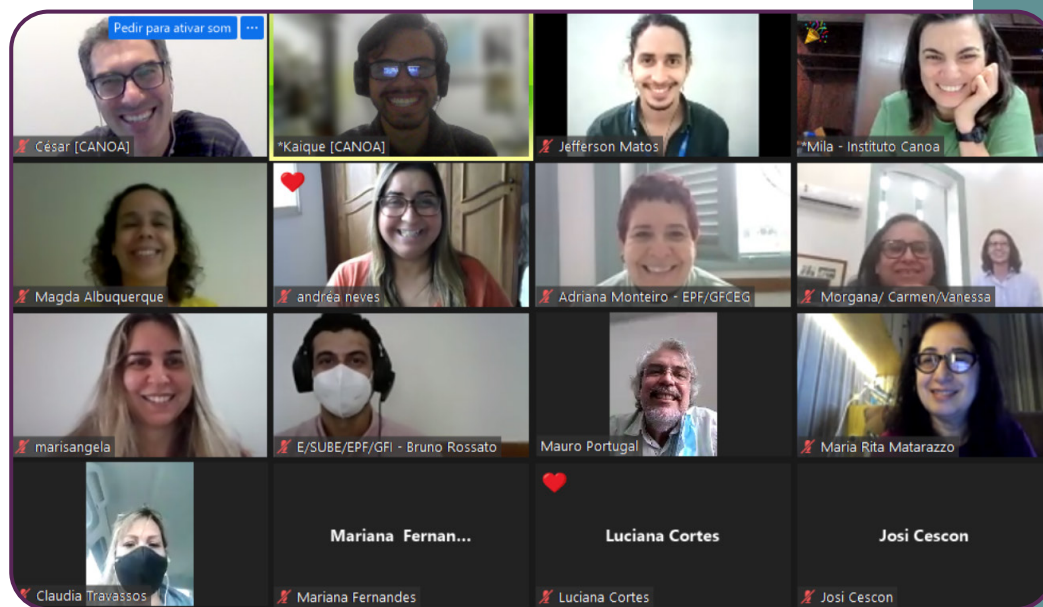 Pedir para ativar som
...
César [CANOA]
*Kaique [CANOA]
Jefferson Matos
*Mila - Instituto Canoa
Magda Albuquerque
andréa neves
Adriana Monteiro - EPF/GFCEG
Morgana/ Carmen/Vanessa
marisangela
E/SUBE/EPF/GFI - Bruno Rossato
Mauro Portugal
Maria Rita Matarazzo
Claudia Travassos
Mariana Fernan...
Mariana Fernandes
Luciana Cortes
Luciana Cortes
Josi Cescon
Josi Cescon